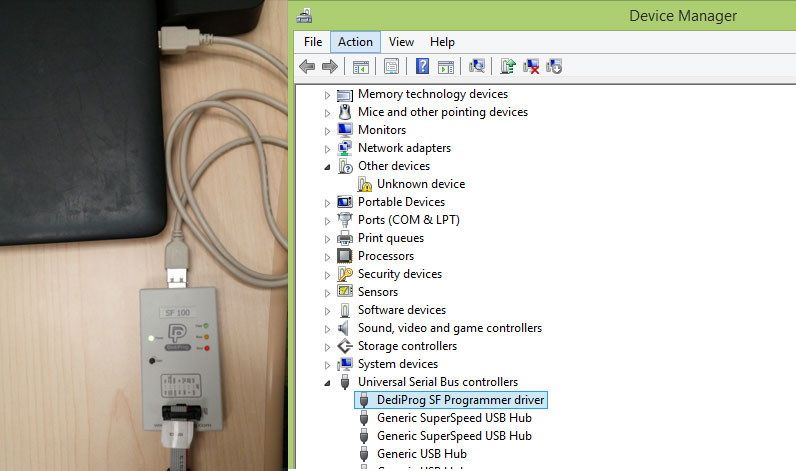 SF 100
DediProg
Device Manager
File Action View Help
Memory technology devices
Mice and other pointing devices
Monitors
Network adapters
Other devices
Unknown device
Portable Devices
Ports (COM & LPT)
Print queues
Processors
Security devices
Sensors
Software devices
Sound, video and game controllers
Storage controllers
System devices
Universal Serial Bus controllers
DediProg SF Programmer driver
Generic SuperSpeed USB Hub
Generic SuperSpeed USB Hub
Generic USB Hub